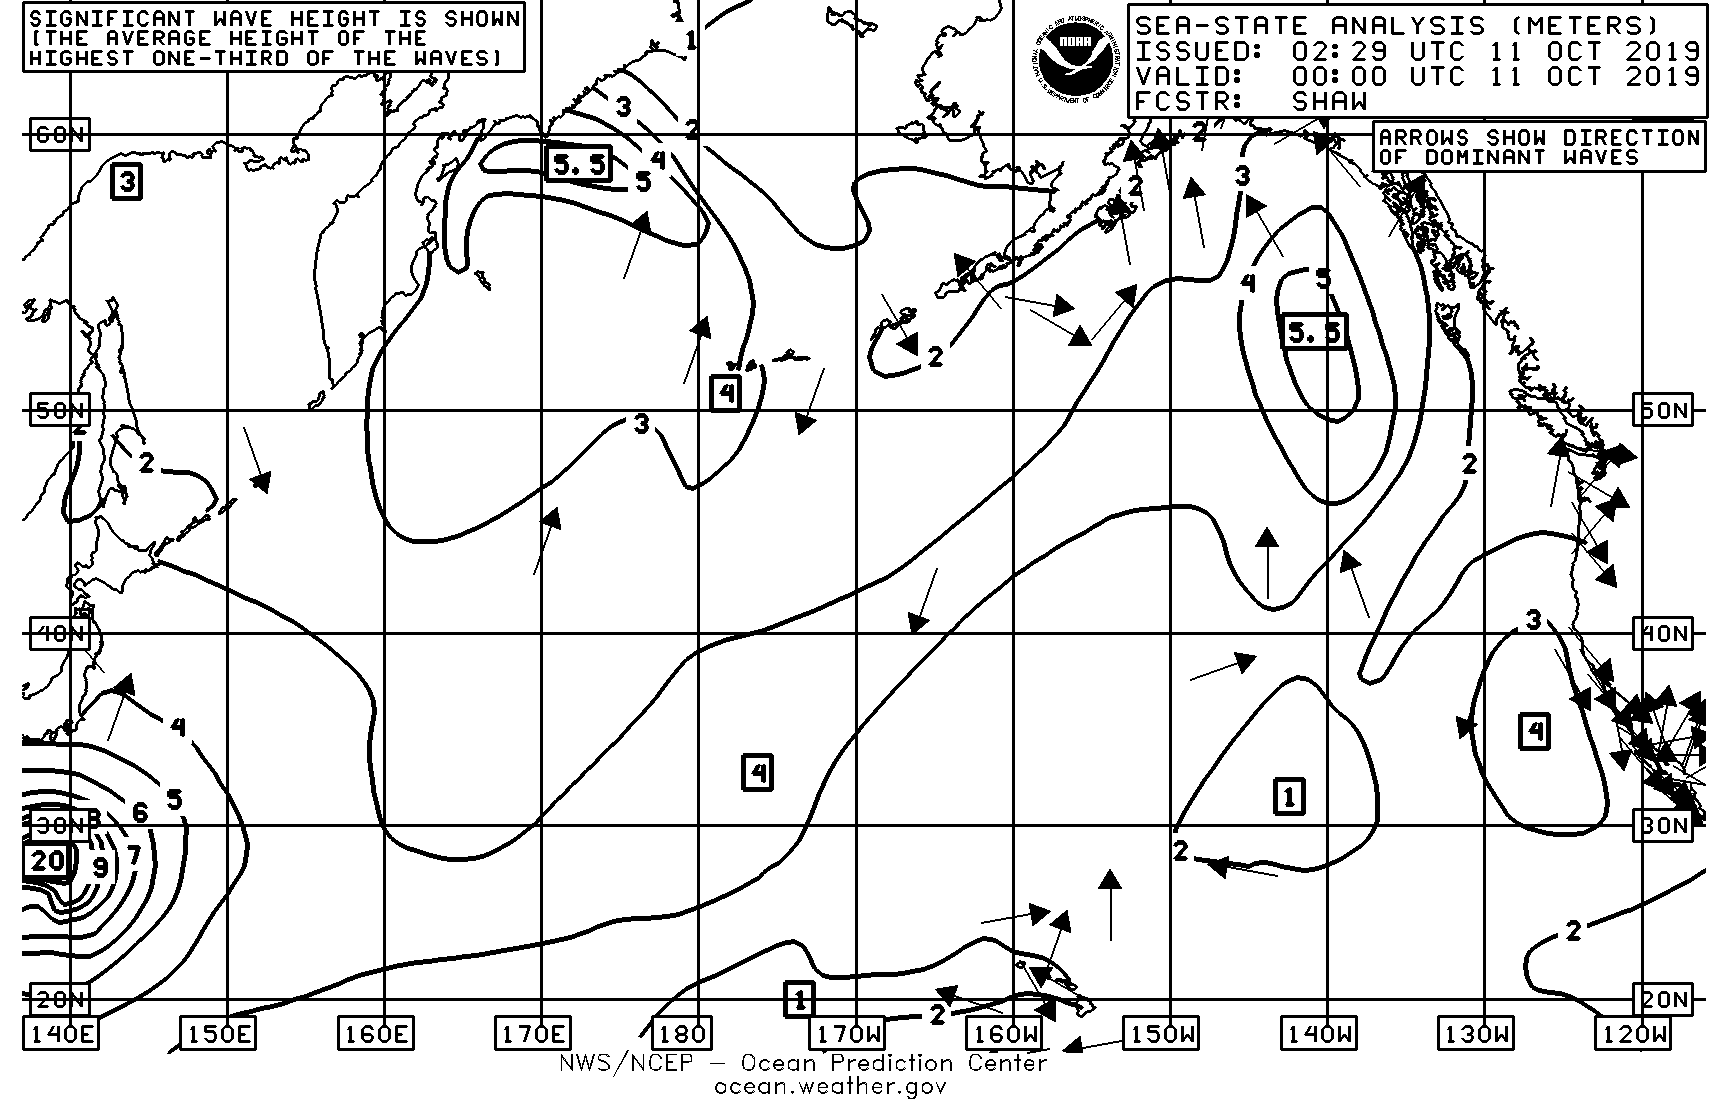 SIGNIFICANT WAVE HEIGHT IS SHOWN
(THE AVERAGE HEIGHT OF THE
HIGHEST ONE-THIRD OF THE WAVES)
NOAA
SEA-STATE ANALYSIS (METERS)
ISSUED: 02:29 UTC 11 OCT 2019
VALID: 00:00 UTC 11 OCT 2019
FCSTR: SHAW
ARROWS SHOW DIRECTION
OF DOMINANT WAVES
1
1
3
2
60N
2
3
5.5
4
5
2
3
4
5
5.5
2
4
50N
50N
3
2
2
2
40N
3
40N
4
4
4
5
6
1
30N
8
30N
20
9
7
2
2
20N
1
2
20N
140E 150E 160E 170E 180 170W 160W 150W 140W 130W 120W
NWS/NCEP – Ocean Prediction Center
ocean.weather.gov